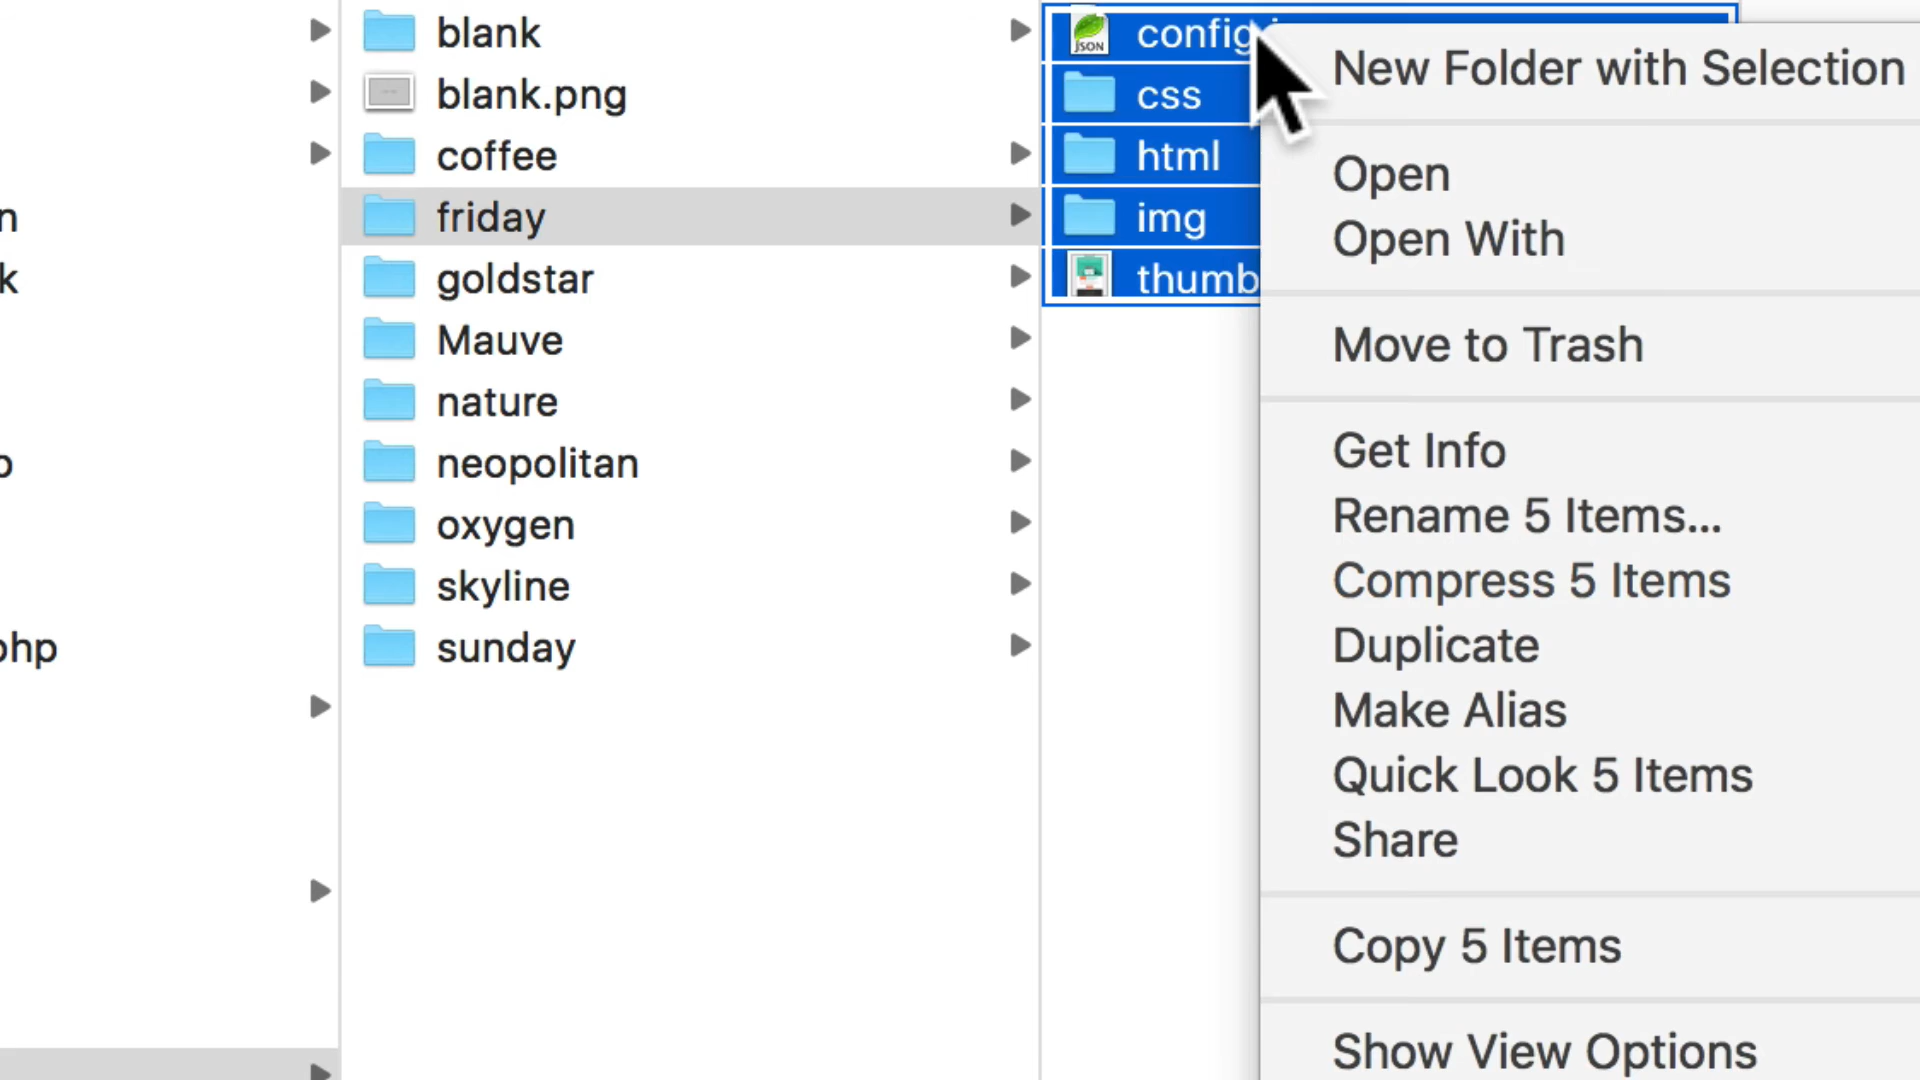 n
k
o
php
blank
blank.png
coffee
friday
goldstar
Mauve
nature
neopolitan
oxygen
skyline
sunday
config
JSON
css
html
img
thumb
New Folder with Selection
Open
Open With
Move to Trash
Get Info
Rename 5 Items...
Compress 5 Items
Duplicate
Make Alias
Quick Look 5 Items
Share
Copy 5 Items
Show View Options